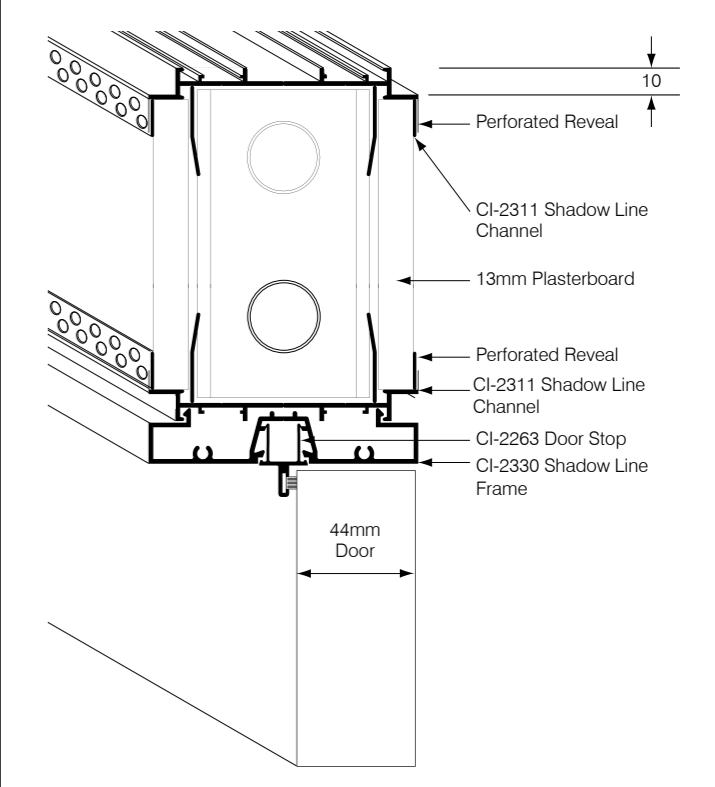 10
Perforated Reveal
CI-2311 Shadow Line
Channel
13mm Plasterboard
Perforated Reveal
CI-2311 Shadow Line
Channel
CI-2263 Door Stop
CI-2330 Shadow Line
Frame
44mm
Door